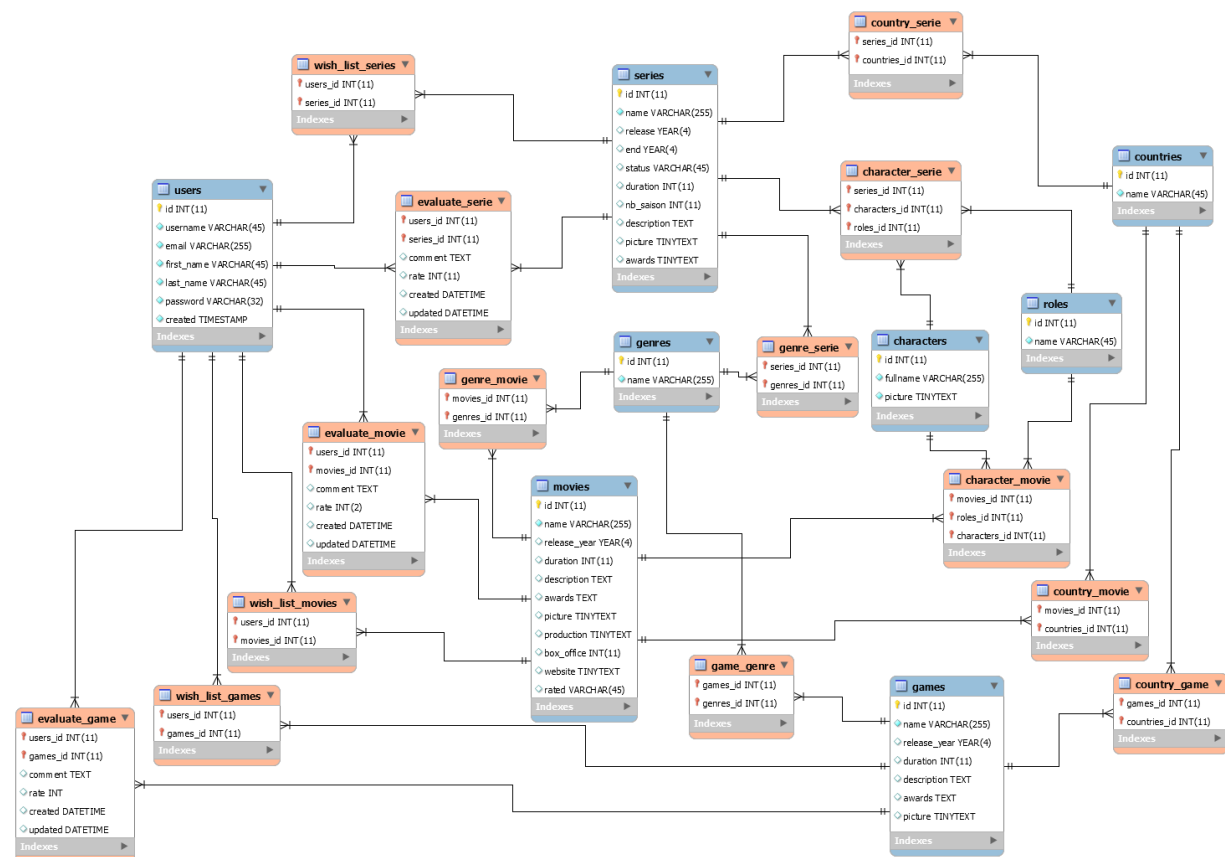 country_serie
series_id INT(11)
countries_id INT(11)
Indexes
wish_list_series
users_id INT(11)
series_id INT(11)
Indexes
series
id INT(11)
name VARCHAR(255)
release YEAR(4)
end YEAR(4)
status VARCHAR(45)
duration INT(11)
nb_saison INT(11)
description TEXT
picture TINYTEXT
awards TINYTEXT
Indexes
countries
id INT(11)
name VARCHAR(45)
Indexes
character_serie
series_id INT(11)
characters_id INT(11)
roles_id INT(11)
Indexes
users
id INT(11)
username VARCHAR(45)
email VARCHAR(255)
first_name VARCHAR(45)
last_name VARCHAR(45)
password VARCHAR(32)
created TIMESTAMP
Indexes
evaluate_serie
users_id INT(11)
series_id INT(11)
comment TEXT
rate INT(11)
created DATETIME
updated DATETIME
Indexes
roles
id INT(11)
name VARCHAR(45)
Indexes
genres
id INT(11)
name VARCHAR(255)
Indexes
genre_serie
series_id INT(11)
genres_id INT(11)
Indexes
characters
id INT(11)
fullname VARCHAR(255)
picture TINYTEXT
Indexes
genre_movie
movies_id INT(11)
genres_id INT(11)
Indexes
evaluate_movie
users_id INT(11)
movies_id INT(11)
comment TEXT
rate INT(2)
created DATETIME
updated DATETIME
Indexes
movies
id INT(11)
name VARCHAR(255)
release_year YEAR(4)
duration INT(11)
description TEXT
awards TEXT
picture TINYTEXT
production TINYTEXT
box_office INT(11)
website TINYTEXT
rated VARCHAR(45)
Indexes
character_movie
movies_id INT(11)
roles_id INT(11)
characters_id INT(11)
Indexes
country_movie
movies_id INT(11)
countries_id INT(11)
Indexes
wish_list_movies
users_id INT(11)
movies_id INT(11)
Indexes
game_genre
games_id INT(11)
genres_id INT(11)
Indexes
games
id INT(11)
name VARCHAR(255)
release_year YEAR(4)
duration INT(11)
description TEXT
awards TEXT
picture TINYTEXT
Indexes
country_game
games_id INT(11)
countries_id INT(11)
Indexes
wish_list_games
users_id INT(11)
games_id INT(11)
Indexes
evaluate_game
users_id INT(11)
games_id INT(11)
comment TEXT
rate INT
created DATETIME
updated DATETIME
Indexes